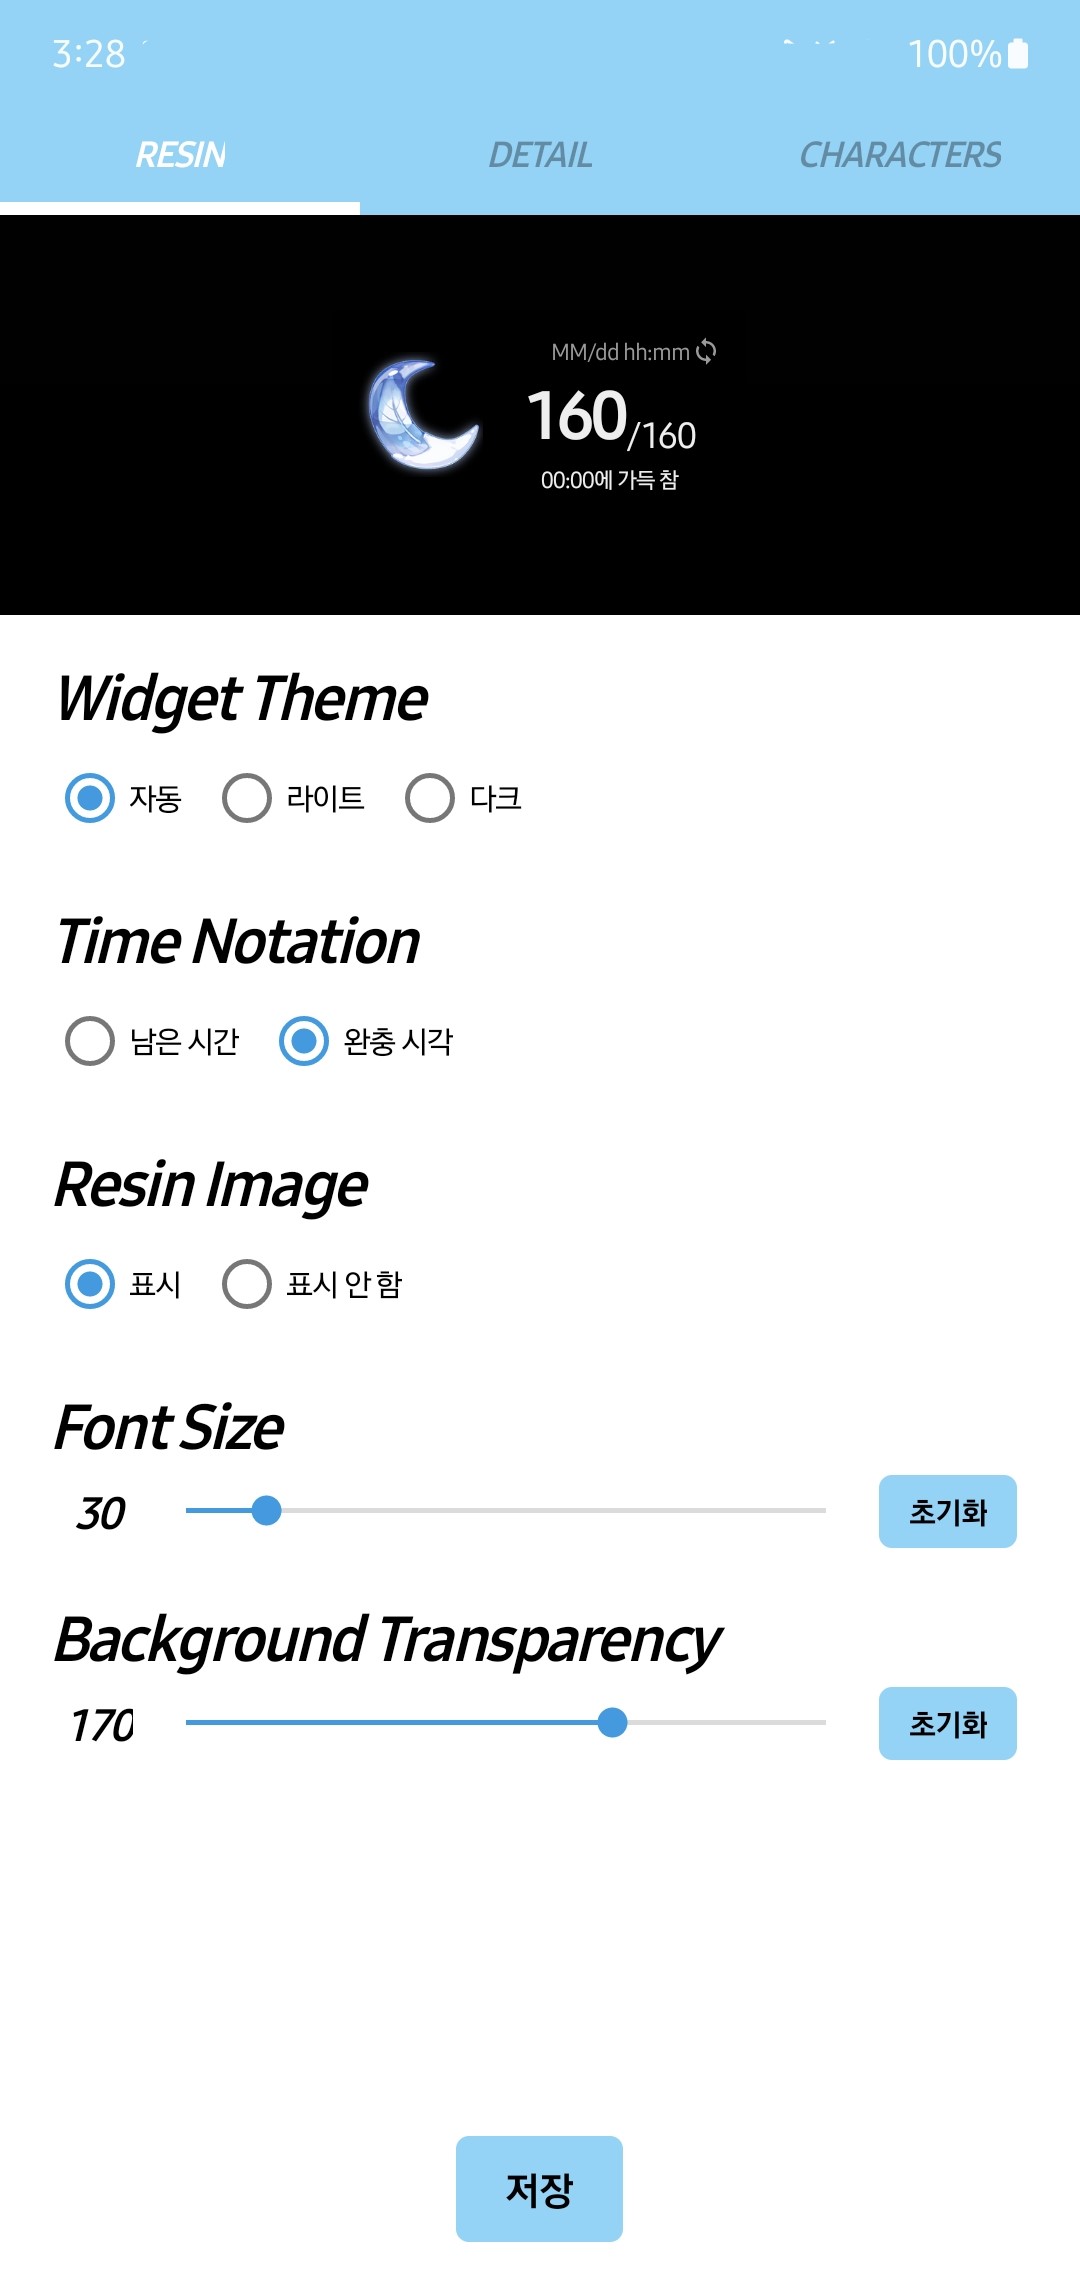 3:28 100%
RESIN DETAIL CHARACTERS
MM/dd hh:mm
160/160
00:00에 가득 참
Widget Theme
자동 라이트 다크
Time Notation
남은 시간 완충 시각
Resin Image
표시 표시 안 함
Font Size
30 초기화
Background Transparency
170 초기화
저장